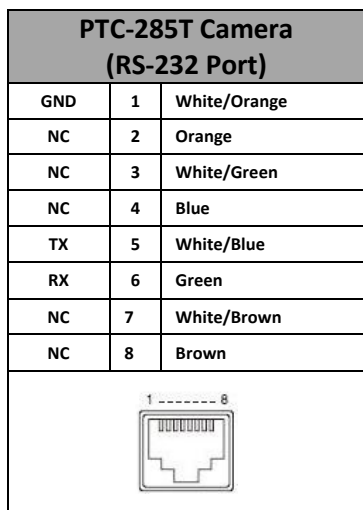 PTC-285T Camera
(RS-232 Port)
GND 1 White/Orange
NC 2 Orange
NC 3 White/Green
NC 4 Blue
TX 5 White/Blue
RX 6 Green
NC 7 White/Brown
NC 8 Brown
1 ------- 8